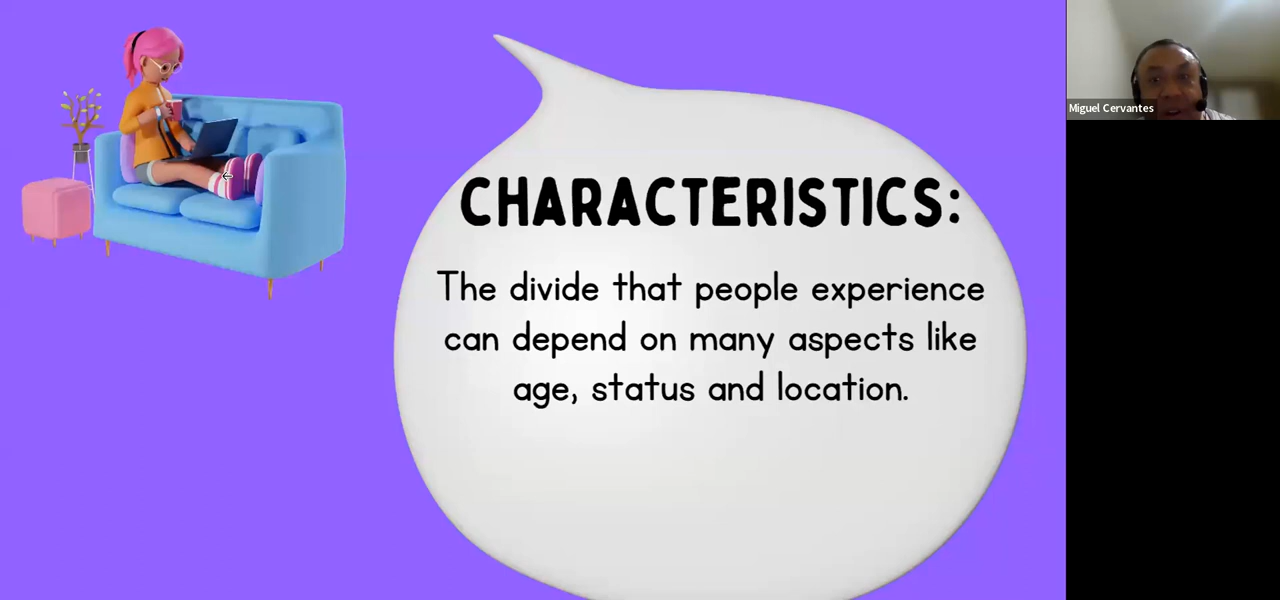 CHARACTERISTICS:
The divide that people experience
can depend on many aspects like
age, status and location.
Miguel Cervantes